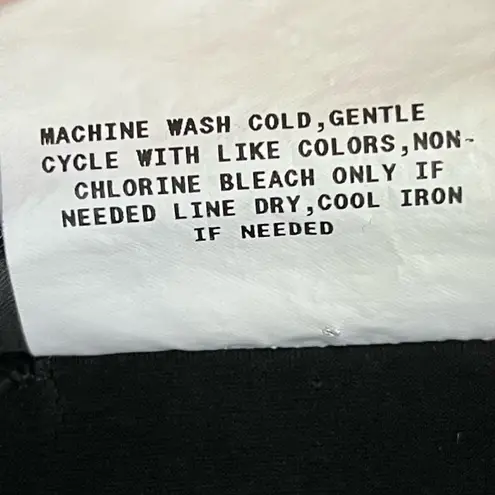 MACHINE WASH COLD,GENTLE
CYCLE WITH LIKE COLORS,NON-
CHLORINE BLEACH ONLY IF
NEEDED LINE DRY,COOL IRON
IF NEEDED